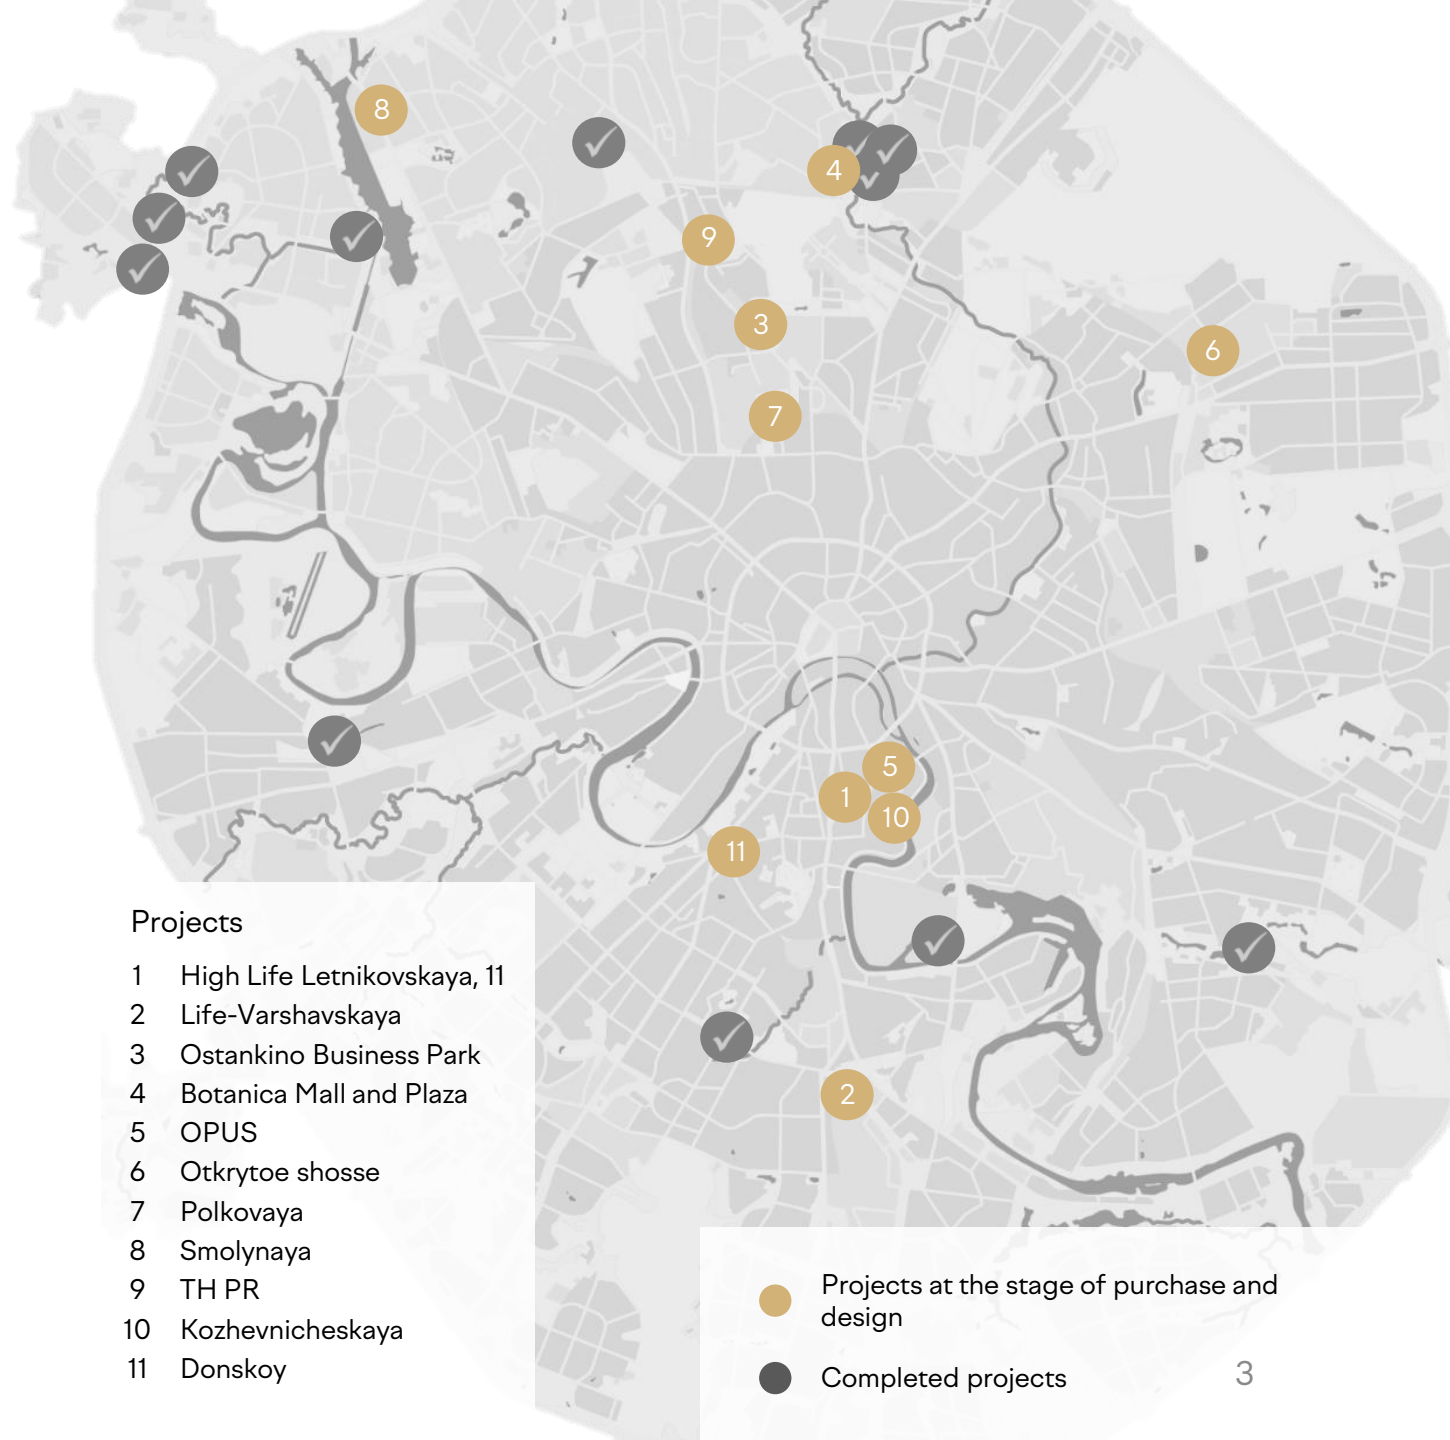 8
4
9
3
6
7
5
1
10
11
2
Projects
1 High Life Letnikovskaya, 11
2 Life-Varshavskaya
3 Ostankino Business Park
4 Botanica Mall and Plaza
5 OPUS
6 Otkrytoe shosse
7 Polkovaya
8 Smolynaya
9 TH PR
10 Kozhevnicheskaya
11 Donskoy
Projects at the stage of purchase and
design
Completed projects
3